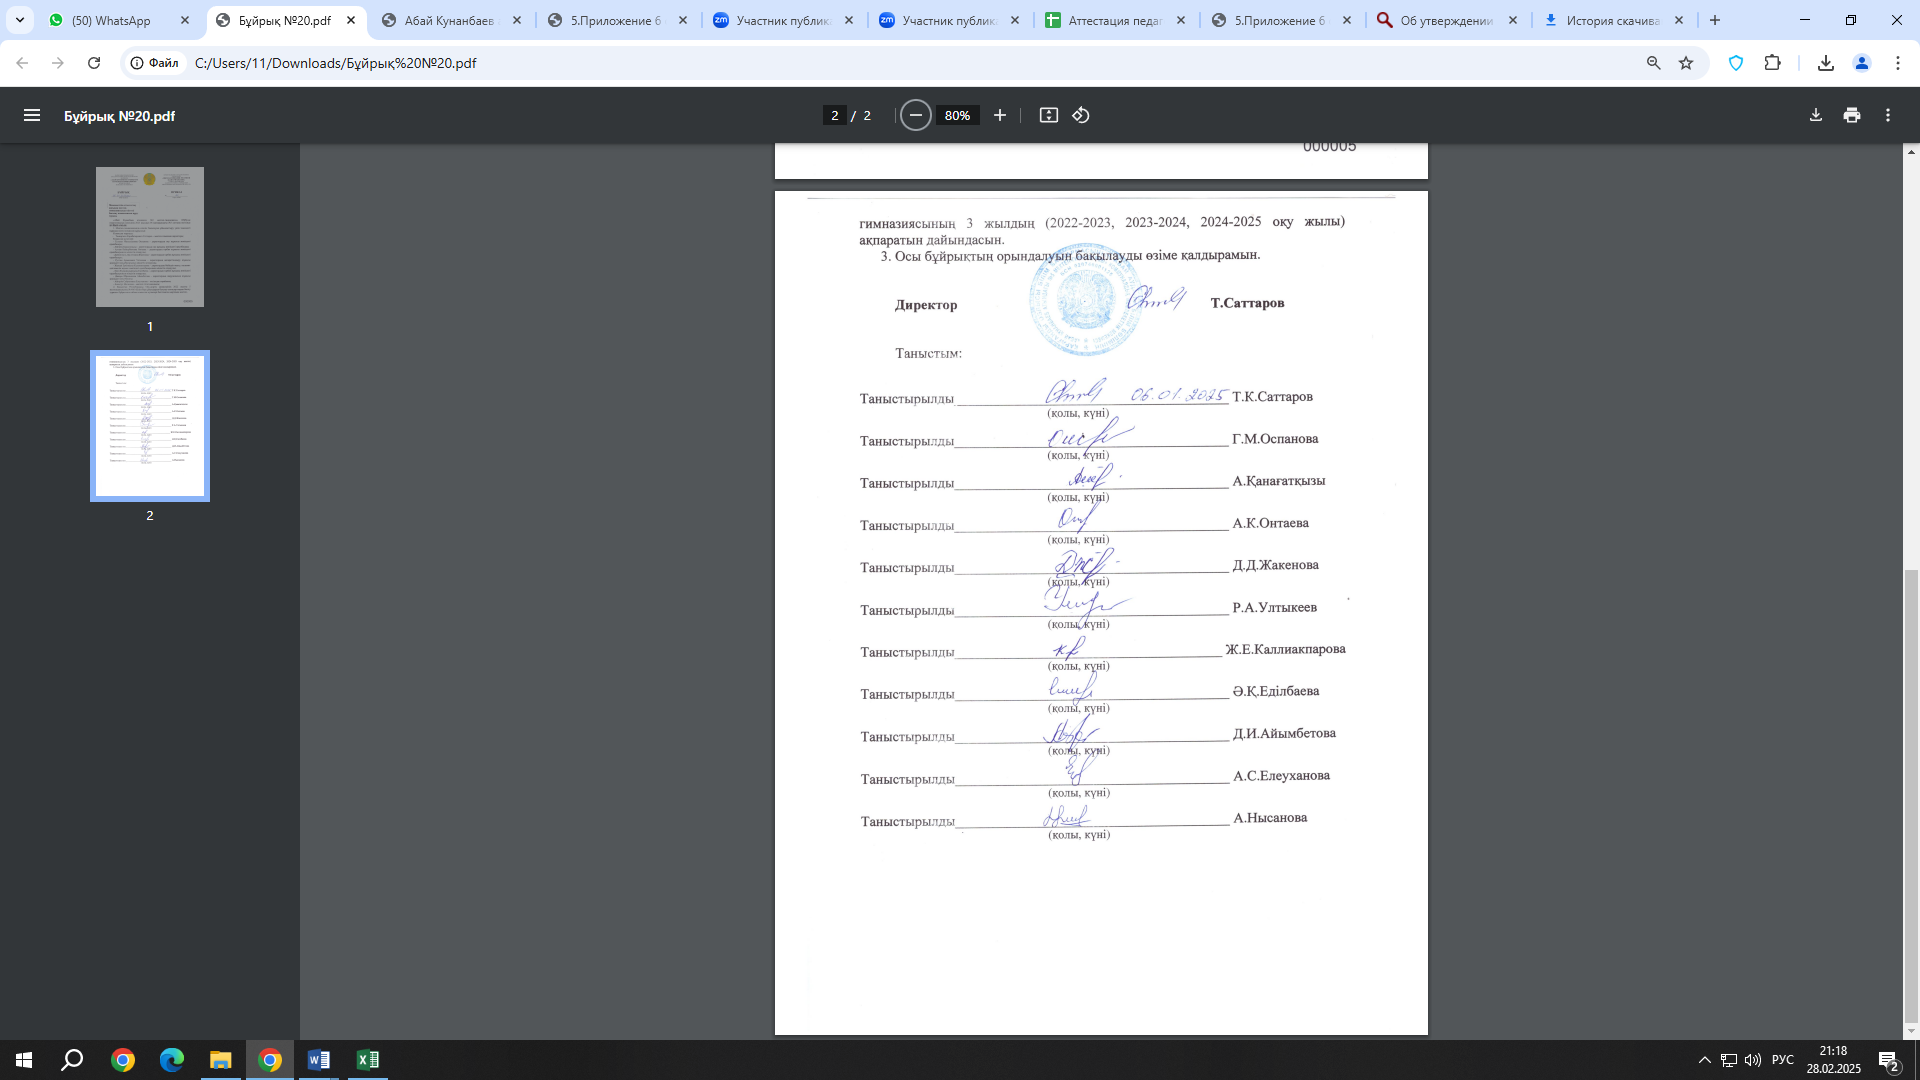 (50) WhatsApp
Бұйрық №20.pdf
Абай Кунанбаев
5.Приложение 6
Участник публик
Участник публик
Аттестация педаг
5.Приложение 6
Об утверждении
История скачива
Файл
C:/Users/11/Downloads/Бұйрық%20№20.pdf
Бұйрық №20.pdf
2 / 2
80%
1
2
000005
гимназиясының 3 жылдың (2022-2023, 2023-2024, 2024-2025 оқу жылы)
ақпаратын дайындасын.
3. Осы бұйрықтың орындалуын бақылауды өзіме қалдырамын.
Директор Т.Саттаров
Таныстым:
Таныстырылды 06.01.2025 Т.К.Саттаров
(қолы, күні)
Таныстырылды Г.М.Оспанова
(қолы, күні)
Таныстырылды А.Қанағатқызы
(қолы, күні)
Таныстырылды А.К.Онтаева
(қолы, күні)
Таныстырылды Д.Д.Жакенова
(қолы, күні)
Таныстырылды Р.А.Ултыкеев
(қолы, күні)
Таныстырылды Ж.Е.Каллиакпарова
(қолы, күні)
Таныстырылды Ә.Қ.Еділбаева
(қолы, күні)
Таныстырылды Д.И.Айымбетова
(қолы, күні)
Таныстырылды А.С.Елеуханова
(қолы, күні)
Таныстырылды А.Нысанова
(қолы, күні)
РУС
21:18
28.02.2025
2